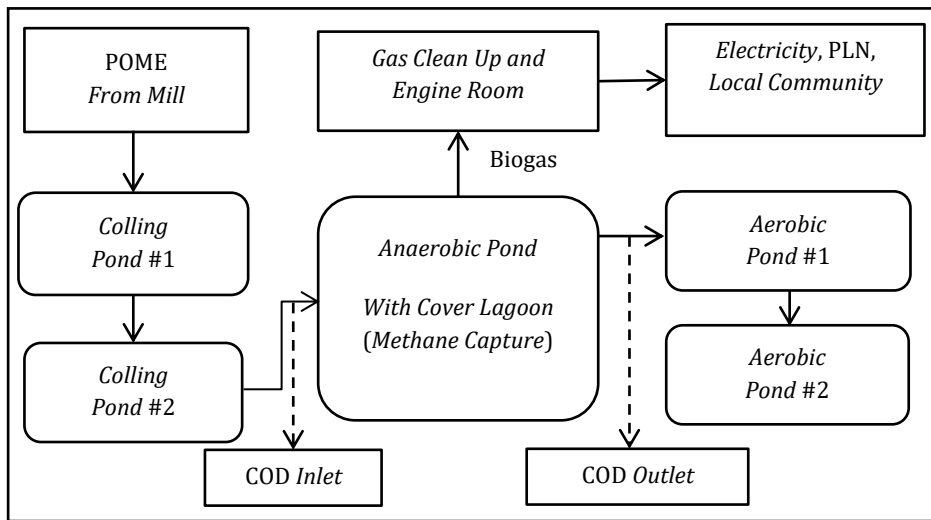 POME
From Mill
Gas Clean Up and
Engine Room
Electricity, PLN,
Local Community
Biogas
Colling
Pond #1
Anaerobic Pond
With Cover Lagoon
(Methane Capture)
Aerobic
Pond #1
Colling
Pond #2
Aerobic
Pond #2
COD Inlet
COD Outlet